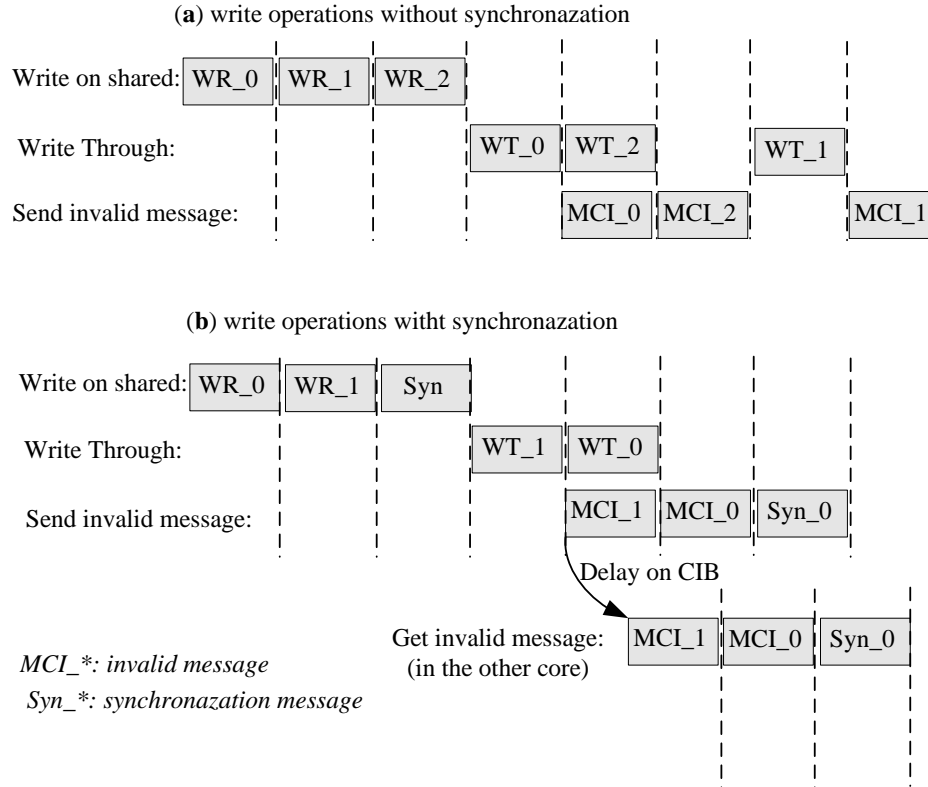 (a) write operations without synchronazation
Write on shared: WR_0 WR_1 WR_2
Write Through: WT_0 WT_2 WT_1
Send invalid message: MCI_0 MCI_2 MCI_1
(b) write operations witht synchronazation
Write on shared: WR_0 WR_1 Syn
Write Through: WT_1 WT_0
Send invalid message: MCI_1 MCI_0 Syn_0
Delay on CIB
Get invalid message: MCI_1 MCI_0 Syn_0
(in the other core)
MCI_*: invalid message
Syn_*: synchronazation message